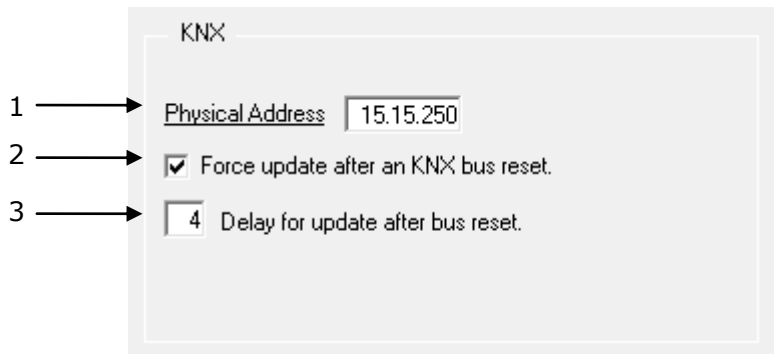 KNX
1 Physical Address 15.15.250
2 Force update after an KNX bus reset.
3 4 Delay for update after bus reset.